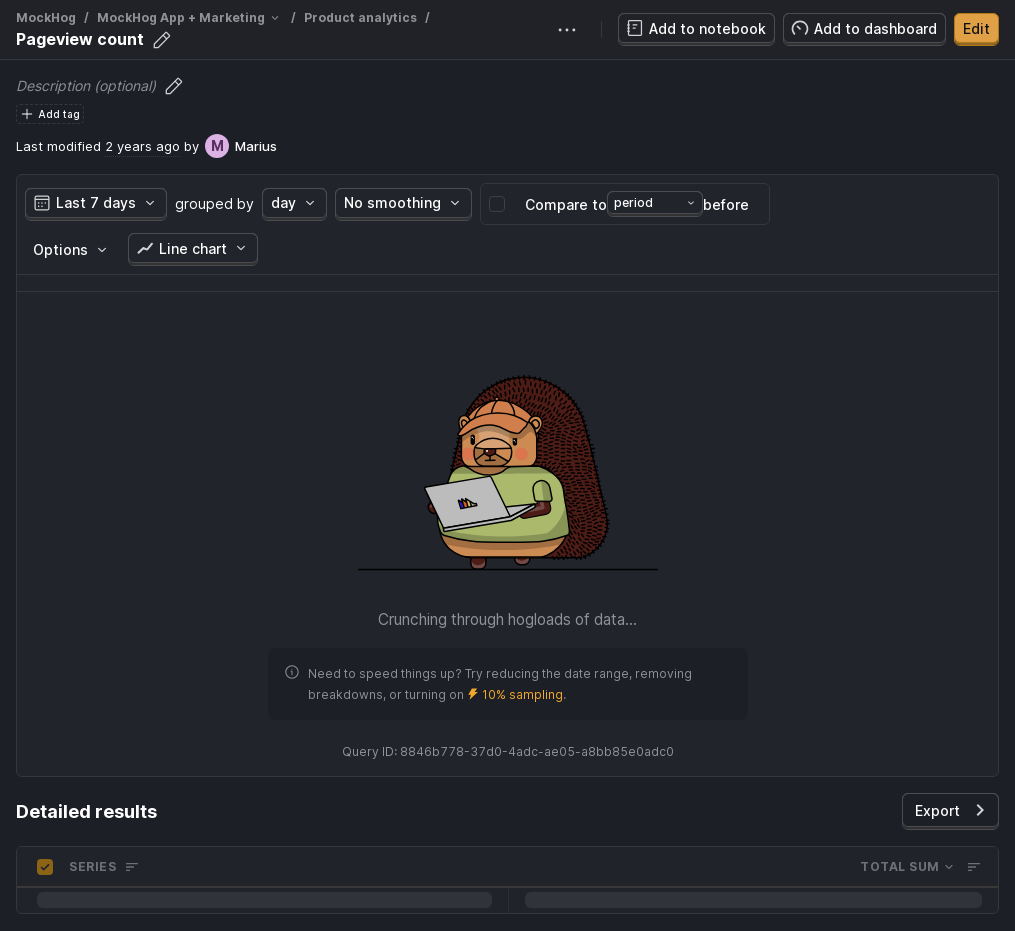 MockHog / MockHog App + Marketing / Product analytics /
Pageview count
Add to notebook
Add to dashboard
Edit
Description (optional)
Add tag
Last modified 2 years ago by M Marius
Last 7 days grouped by day No smoothing Compare to period before
Options Line chart
Crunching through hogloads of data...
Need to speed things up? Try reducing the date range, removing
breakdowns, or turning on 10% sampling.
Query ID: 8846b778-37d0-4adc-ae05-a8bb85e0adc0
Detailed results
Export
SERIES
TOTAL SUM